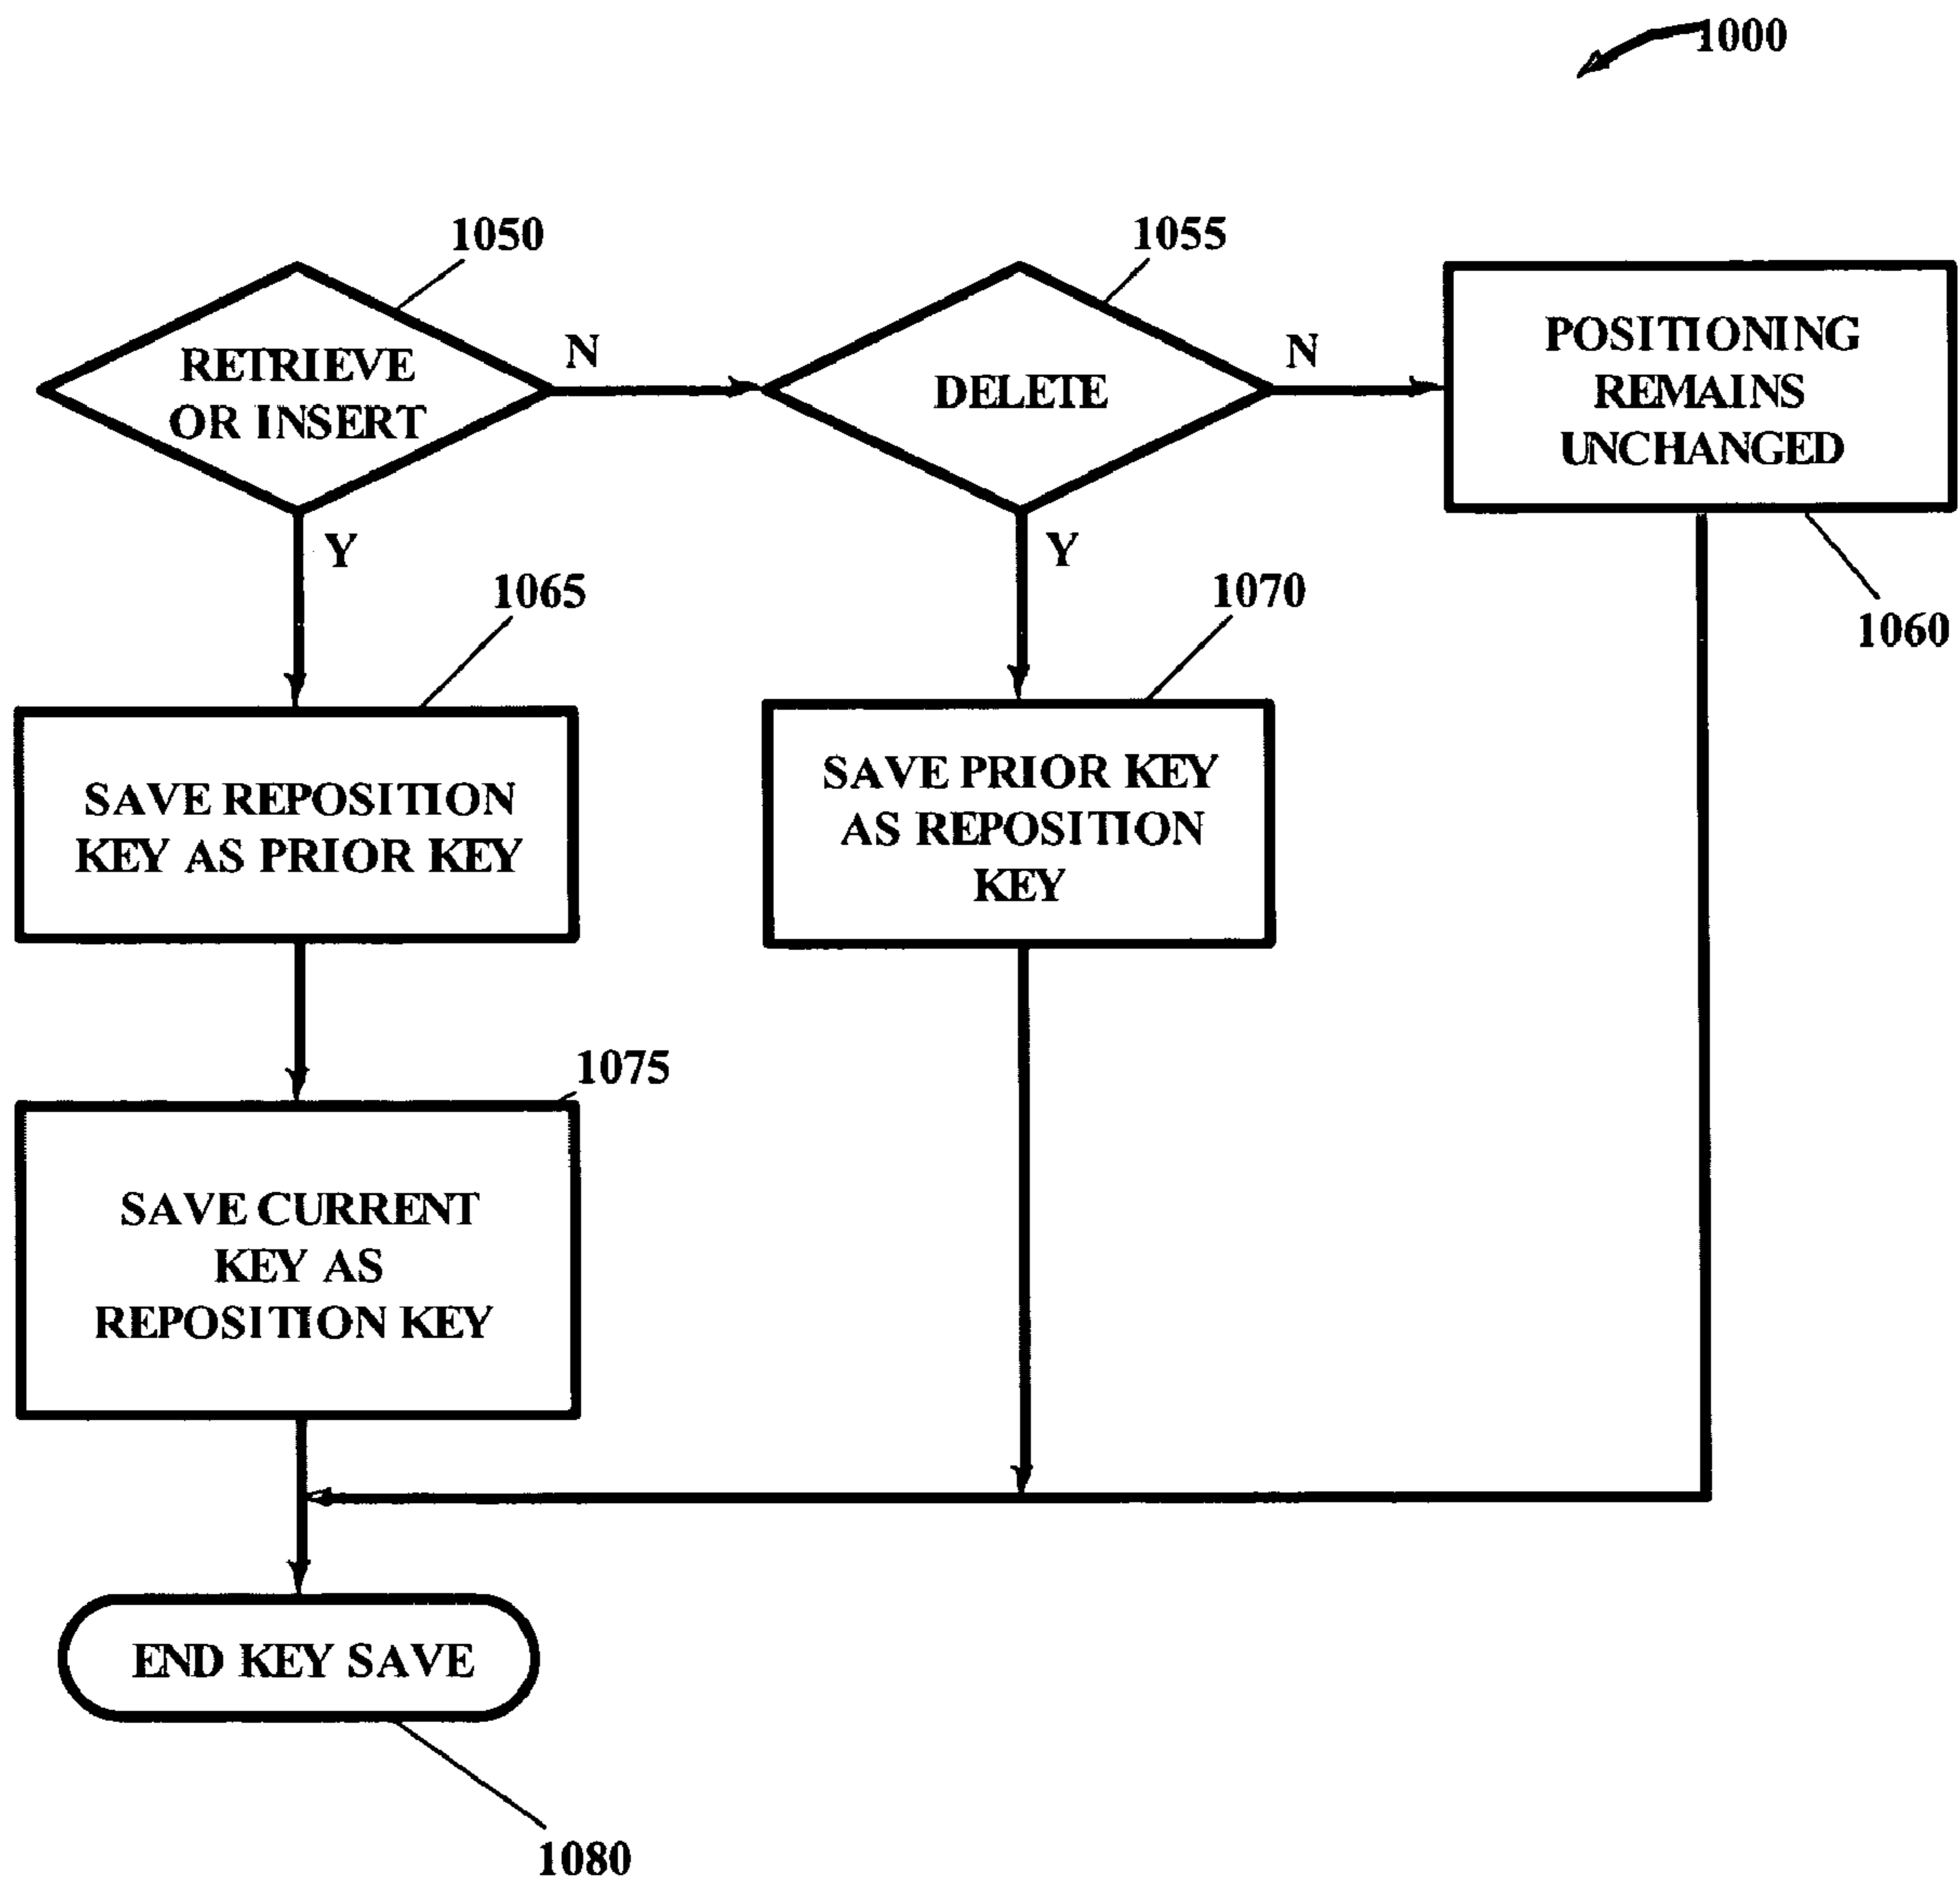 1000
1050
1055
RETRIEVE
OR INSERT
N
DELETE
N
POSITIONING
REMAINS
UNCHANGED
Y
Y
1065
1070
1060
SAVE REPOSITION
KEY AS PRIOR KEY
SAVE PRIOR KEY
AS REPOSITION
KEY
1075
SAVE CURRENT
KEY AS
REPOSITION KEY
END KEY SAVE
1080